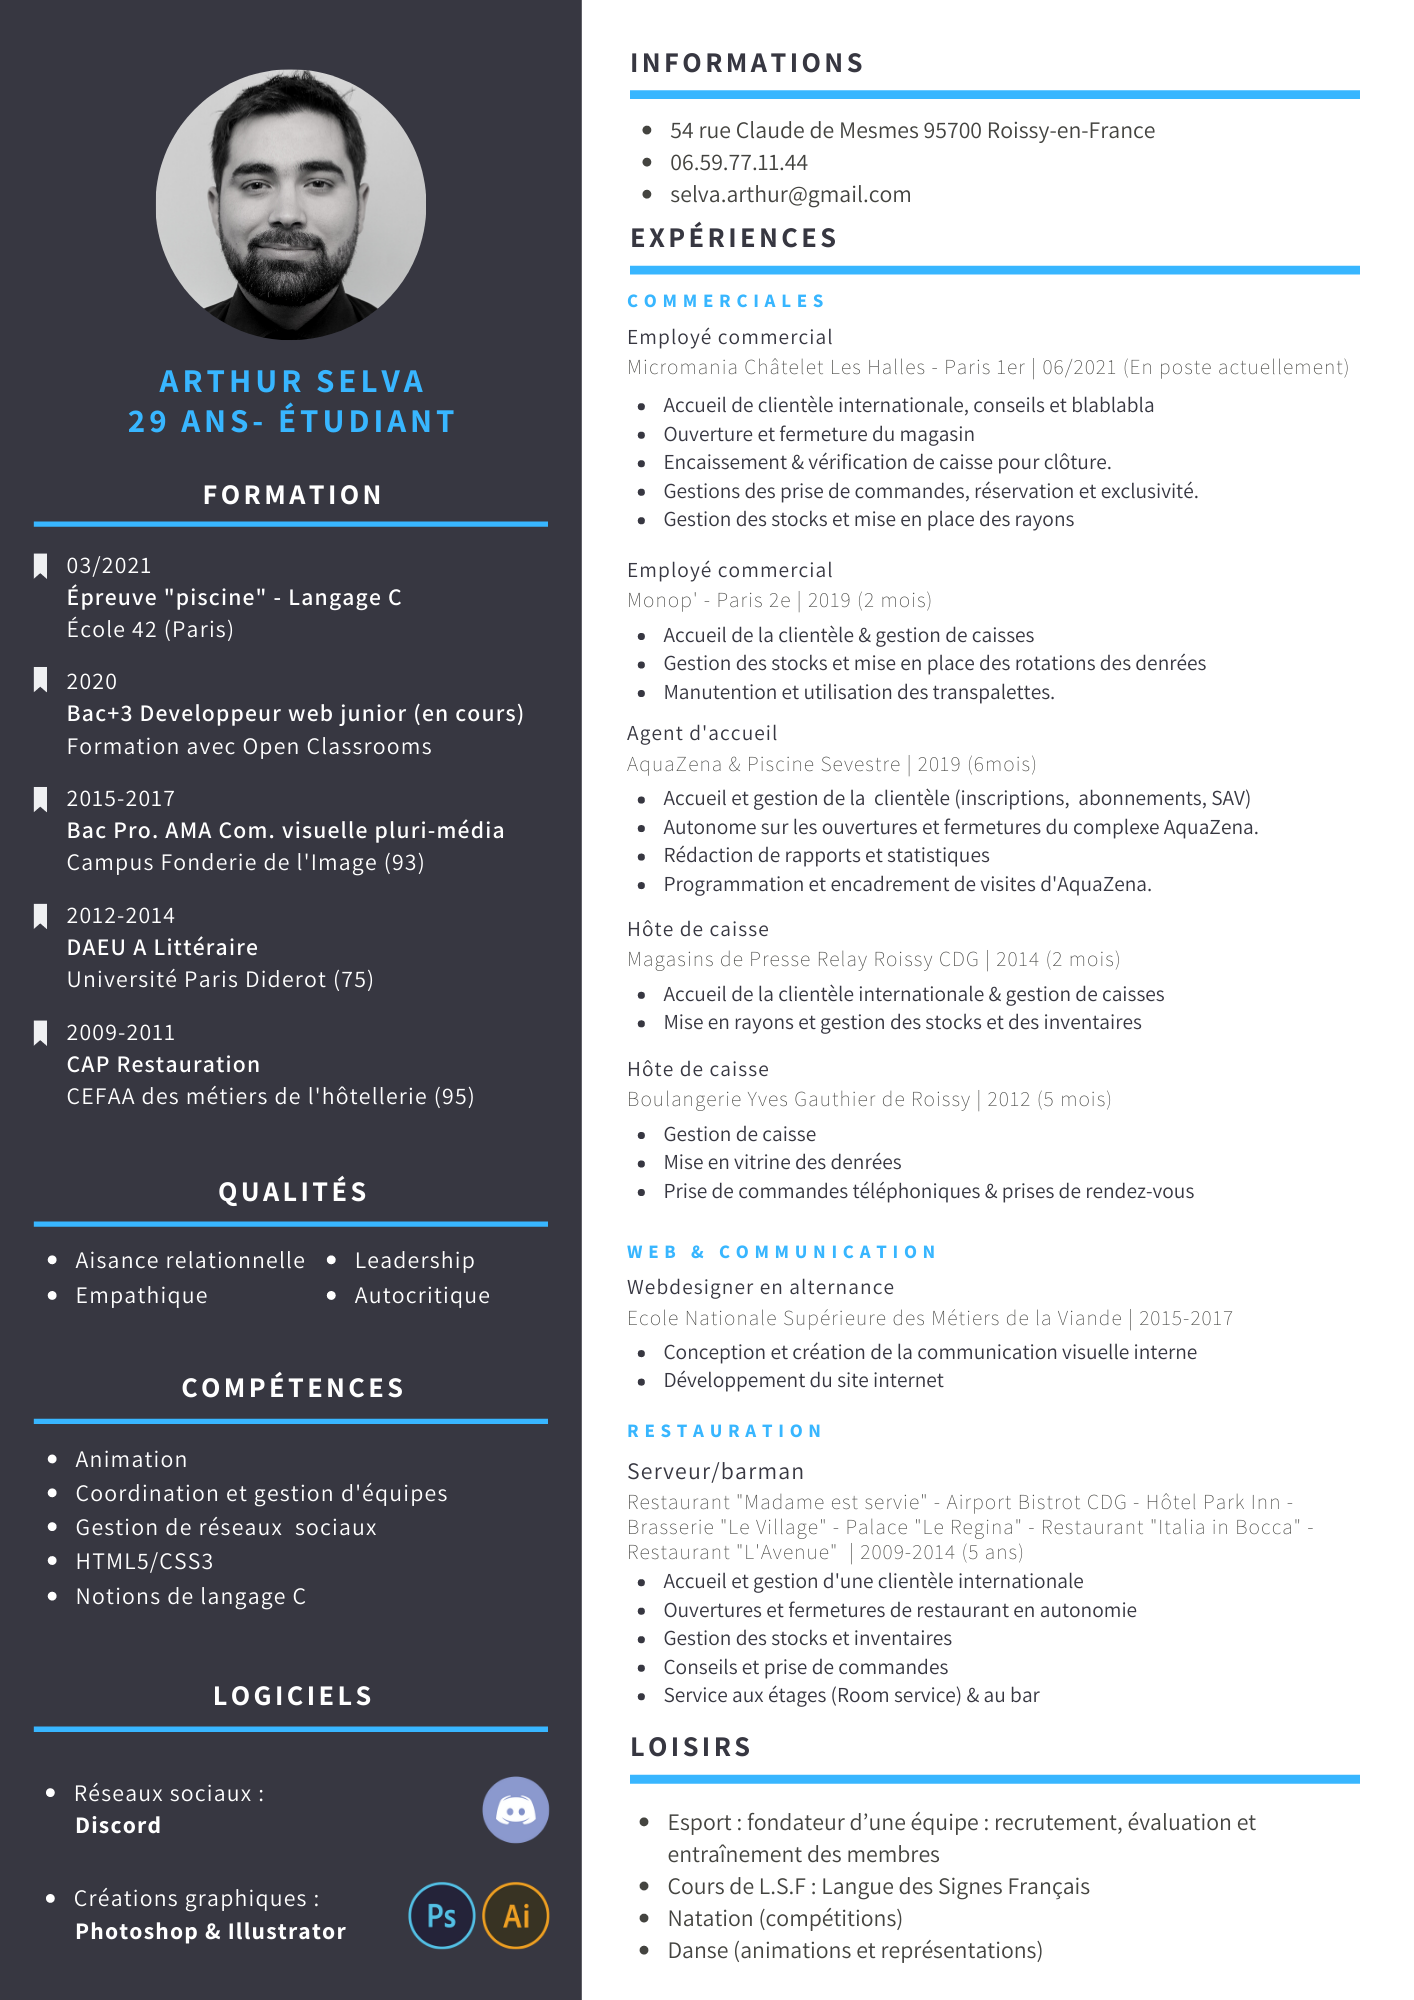 ARTHUR SELVA
29 ANS- ÉTUDIANT
FORMATION
03/2021
Épreuve "piscine" - Langage C
École 42 (Paris)
2020
Bac+3 Developpeur web junior (en cours)
Formation avec Open Classrooms
2015-2017
Bac Pro. AMA Com. visuelle pluri-média
Campus Fonderie de l'Image (93)
2012-2014
DAEU A Littéraire
Université Paris Diderot (75)
2009-2011
CAP Restauration
CEFAA des métiers de l'hôtellerie (95)
QUALITÉS
• Aisance relationnelle • Leadership
• Empathique • Autocritique
COMPÉTENCES
• Animation
• Coordination et gestion d'équipes
• Gestion de réseaux  sociaux
• HTML5/CSS3
• Notions de langage C
LOGICIELS
• Réseaux sociaux :
Discord
• Créations graphiques :
Photoshop & Illustrator
Ps Ai
INFORMATIONS
• 54 rue Claude de Mesmes 95700 Roissy-en-France
• 06.59.77.11.44
• selva.arthur@gmail.com
EXPÉRIENCES
COMMERCIALES
Employé commercial
Micromania Châtelet Les Halles - Paris 1er | 06/2021 (En poste actuellement)
• Accueil de clientèle internationale, conseils et blablabla
• Ouverture et fermeture du magasin
• Encaissement & vérification de caisse pour clôture.
• Gestions des prise de commandes, réservation et exclusivité.
• Gestion des stocks et mise en place des rayons
Employé commercial
Monop' - Paris 2e | 2019 (2 mois)
• Accueil de la clientèle & gestion de caisses
• Gestion des stocks et mise en place des rotations des denrées
• Manutention et utilisation des transpalettes.
Agent d'accueil
AquaZena & Piscine Sevestre | 2019 (6mois)
• Accueil et gestion de la  clientèle (inscriptions,  abonnements, SAV)
• Autonome sur les ouvertures et fermetures du complexe AquaZena.
• Rédaction de rapports et statistiques
• Programmation et encadrement de visites d'AquaZena.
Hôte de caisse
Magasins de Presse Relay Roissy CDG | 2014 (2 mois)
• Accueil de la clientèle internationale & gestion de caisses
• Mise en rayons et gestion des stocks et des inventaires
Hôte de caisse
Boulangerie Yves Gauthier de Roissy | 2012 (5 mois)
• Gestion de caisse
• Mise en vitrine des denrées
• Prise de commandes téléphoniques & prises de rendez-vous
WEB & COMMUNICATION
Webdesigner en alternance
Ecole Nationale Supérieure des Métiers de la Viande | 2015-2017
• Conception et création de la communication visuelle interne
• Développement du site internet
RESTAURATION
Serveur/barman
Restaurant "Madame est servie" - Airport Bistrot CDG - Hôtel Park Inn -
Brasserie "Le Village" - Palace "Le Regina" - Restaurant "Italia in Bocca" -
Restaurant "L'Avenue"  | 2009-2014 (5 ans)
• Accueil et gestion d'une clientèle internationale
• Ouvertures et fermetures de restaurant en autonomie
• Gestion des stocks et inventaires
• Conseils et prise de commandes
• Service aux étages (Room service) & au bar
LOISIRS
• Esport : fondateur d’une équipe : recrutement, évaluation et
entraînement des membres
• Cours de L.S.F : Langue des Signes Français
• Natation (compétitions)
• Danse (animations et représentations)